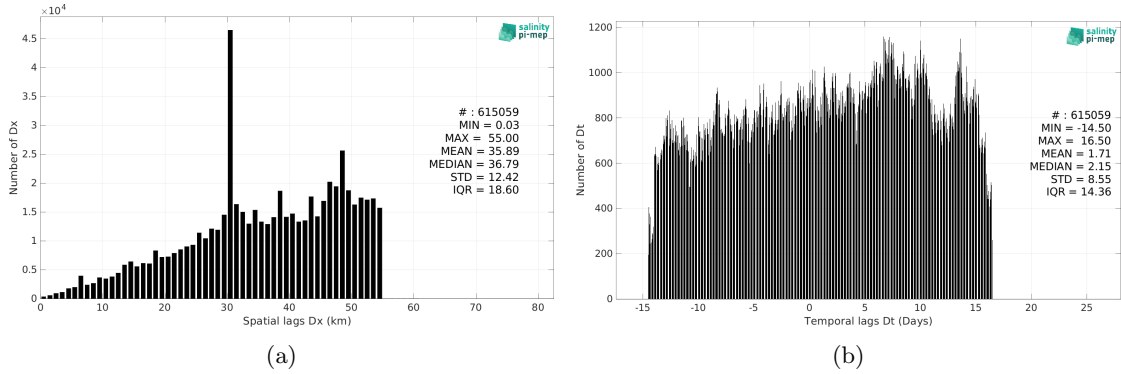 ×10⁴
4.5
4
3.5
3
2.5
2
1.5
1
0.5
0
Number of Dx
0 10 20 30 40 50 60 70 80
Spatial lags Dx (km)
salinity
pi-mep
# : 615059
MIN = 0.03
MAX = 55.00
MEAN = 35.89
MEDIAN = 36.79
STD = 12.42
IQR = 18.60
(a)
1200
1000
800
600
400
200
0
Number of Dt
-15 -10 -5 0 5 10 15 20 25
Temporal lags Dt (Days)
salinity
pi-mep
# : 615059
MIN = -14.50
MAX = 16.50
MEAN = 1.71
MEDIAN = 2.15
STD = 8.55
IQR = 14.36
(b)